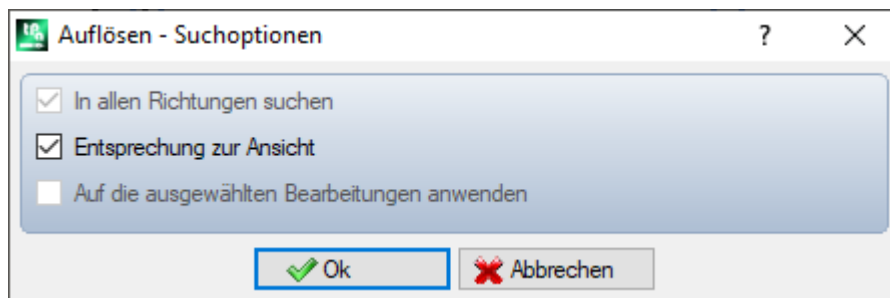 Auflösen - Suchoptionen ?
In allen Richtungen suchen
Entsprechung zur Ansicht
Auf die ausgewählten Bearbeitungen anwenden
Ok Abbrechen